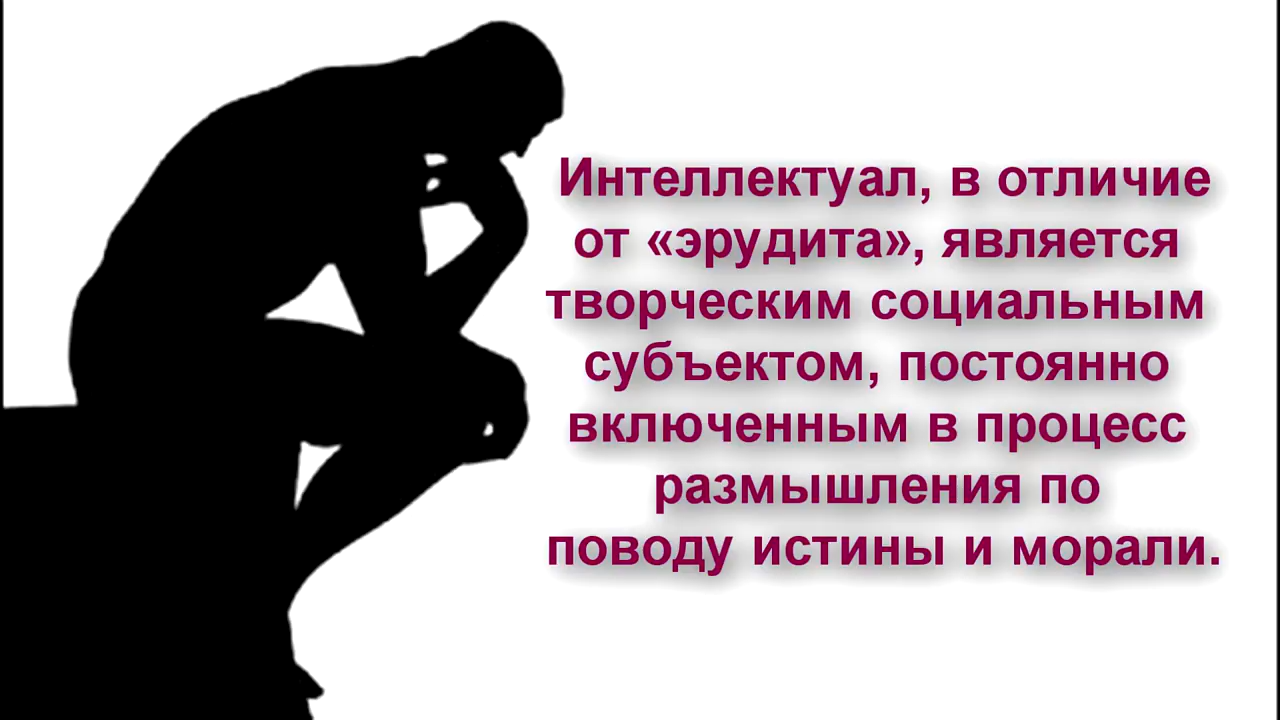 Интеллектуал, в отличие
от «эрудита», является
творческим социальным
субъектом, постоянно
включенным в процесс
размышления по
поводу истины и морали.